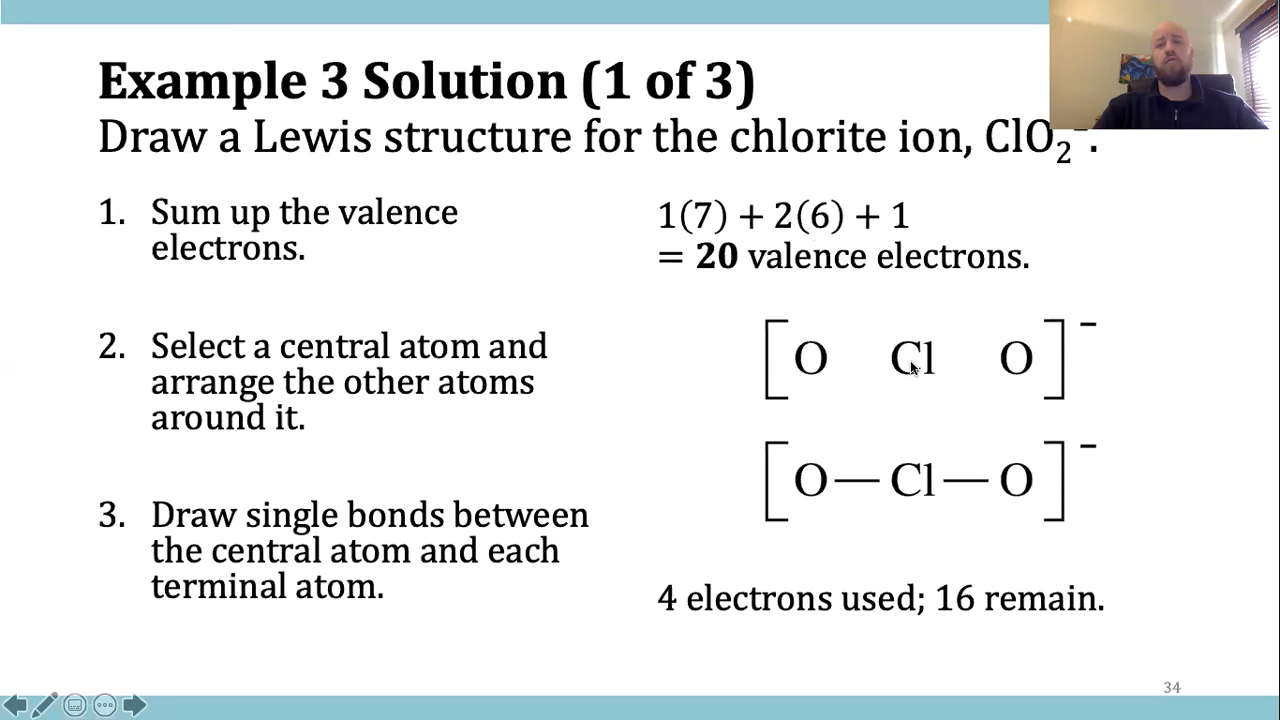 Example 3 Solution (1 of 3)
Draw a Lewis structure for the chlorite ion, ClO₂⁻.
1. Sum up the valence
electrons.
1(7) + 2(6) + 1
= 20 valence electrons.
2. Select a central atom and
arrange the other atoms
around it.
[O Cl O]⁻
3. Draw single bonds between
the central atom and each
terminal atom.
[O—Cl—O]⁻
4 electrons used; 16 remain.
34